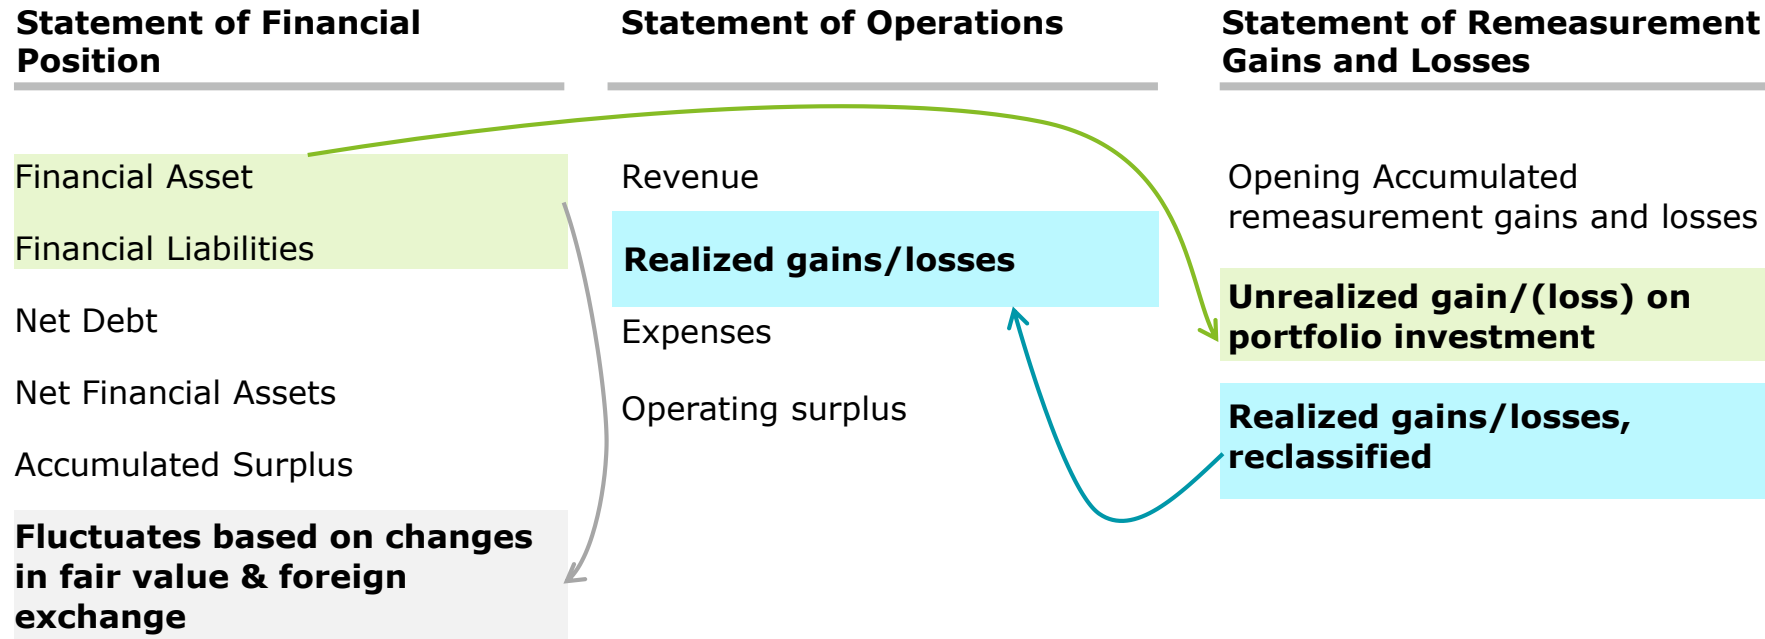 Statement of Financial
Position
Financial Asset
Financial Liabilities
Net Debt
Net Financial Assets
Accumulated Surplus
Fluctuates based on changes
in fair value & foreign
exchange
Statement of Operations
Revenue
Realized gains/losses
Expenses
Operating surplus
Statement of Remeasurement
Gains and Losses
Opening Accumulated
remeasurement gains and losses
Unrealized gain/(loss) on
portfolio investment
Realized gains/losses,
reclassified